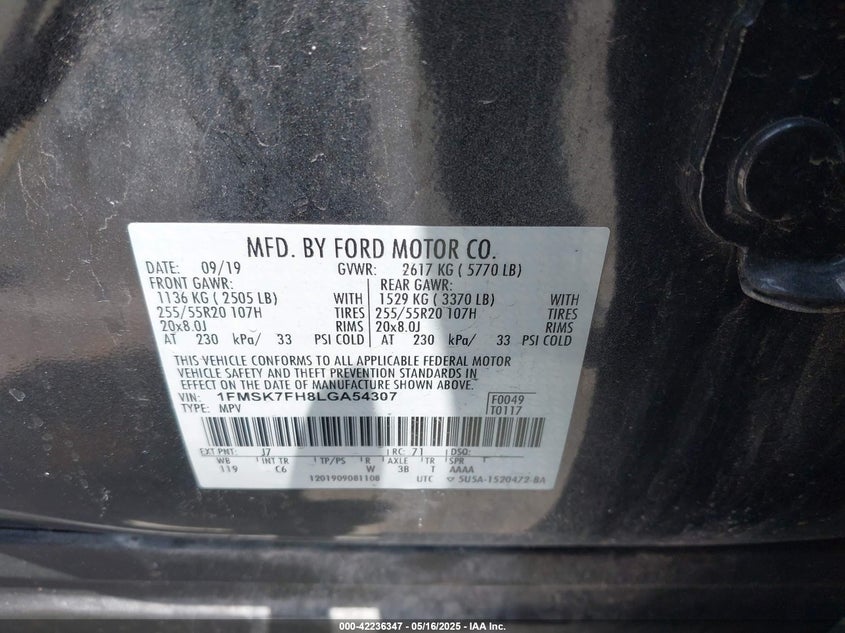 MFD. BY FORD MOTOR CO.
DATE: 09/19 GVWR: 2617 KG ( 5770 LB)
FRONT GAWR: REAR GAWR:
1136 KG ( 2505 LB) WITH 1529 KG ( 3370 LB) WITH
255/55R20 107H TIRES 255/55R20 107H TIRES
20x8.0J RIMS 20x8.0J RIMS
AT 230 kPa/ 33 PSI COLD AT 230 kPa/ 33 PSI COLD
THIS VEHICLE CONFORMS TO ALL APPLICABLE FEDERAL MOTOR
VEHICLE SAFETY AND THEFT PREVENTION STANDARDS IN
EFFECT ON THE DATE OF MANUFACTURE SHOWN ABOVE.
VIN: 1FMSK7FH8LGA54307 F0049
TYPE: MPV T0117
EXT PNT: J7 RC: 71 DSO:
WB INT TR TP/PS R AXLE TR SPR
119 C6 W 3B T AAAA
1201909081108 UTC 5U5A-1520472-BA
000-42236347 - 05/16/2025 - IAA Inc.